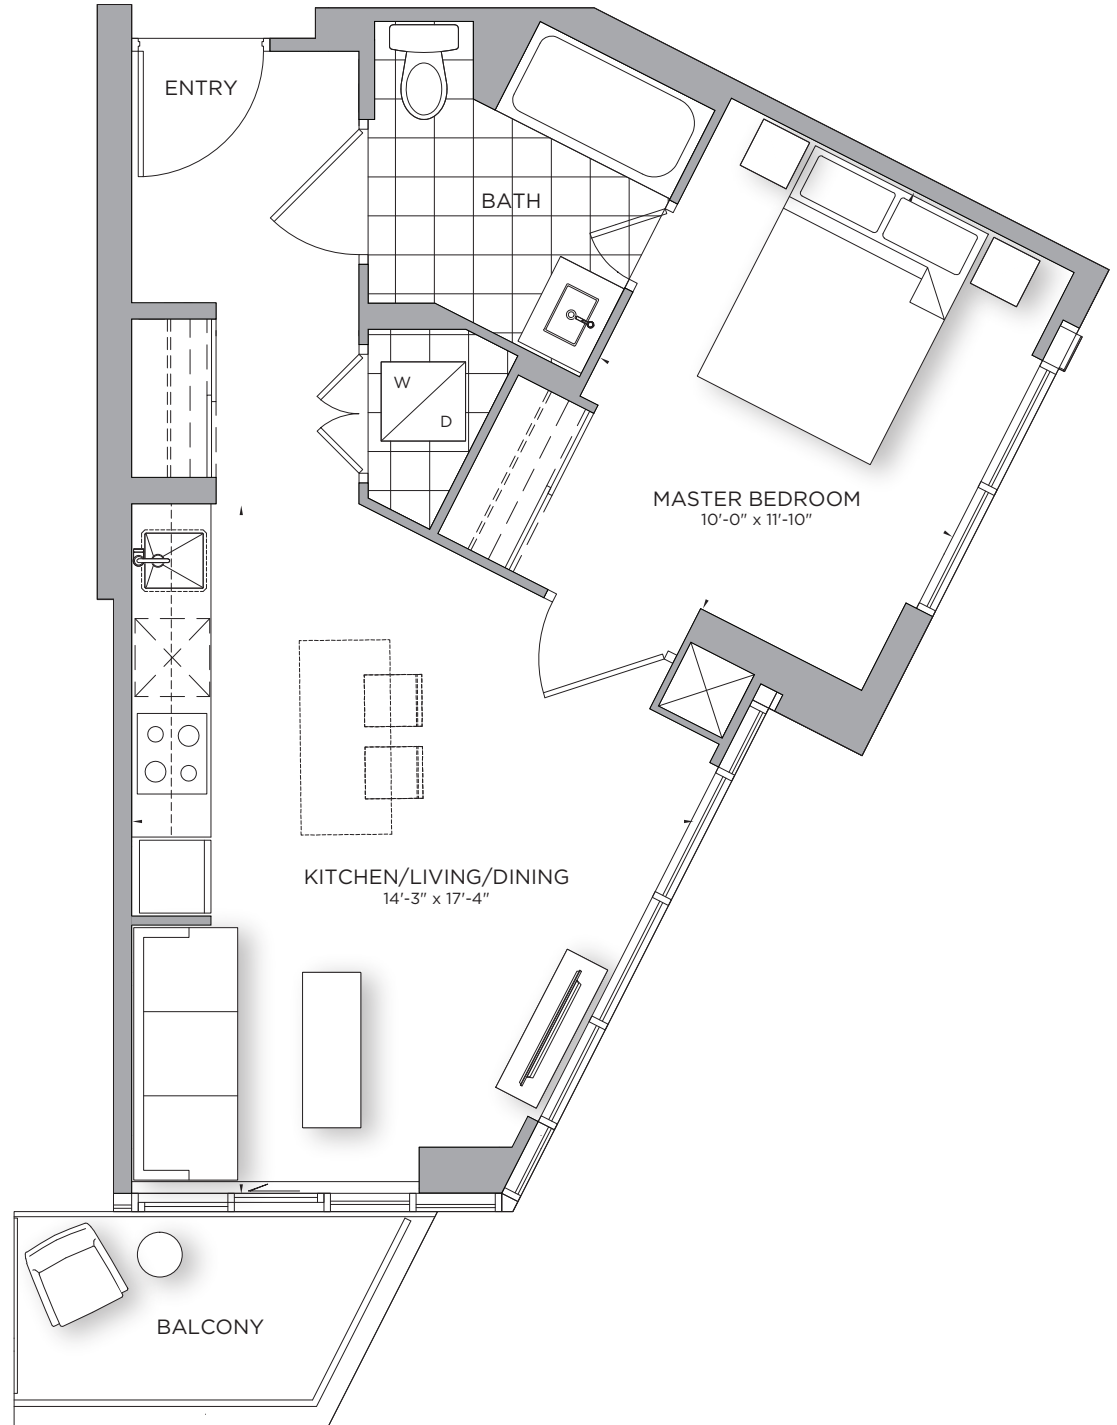 ENTRY
BATH
W
D
MASTER BEDROOM
10'-0" x 11'-10"
KITCHEN/LIVING/DINING
14'-3" x 17'-4"
BALCONY